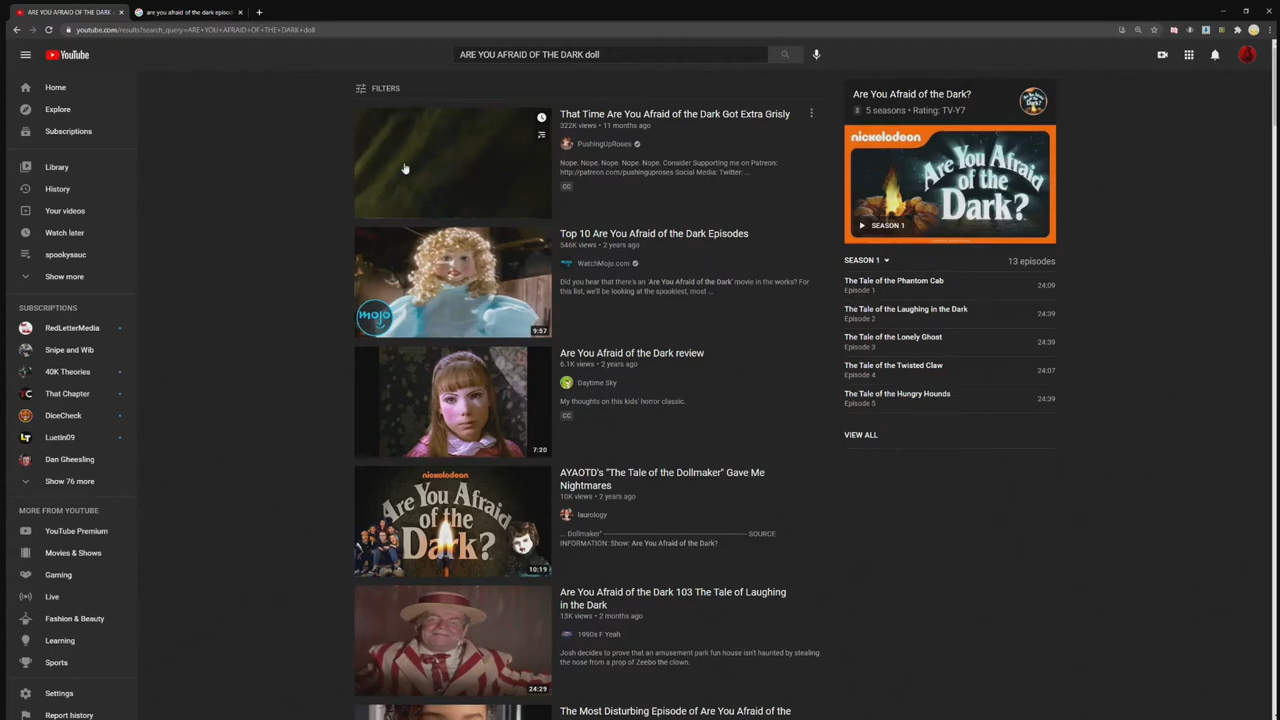 ARE YOU AFRAID OF THE DARK
are you afraid of the dark episod
youtube.com/results?search_query=ARE+YOU+AFRAID+OF+THE+DARK+doll
YouTube
ARE YOU AFRAID OF THE DARK doll
Home
Explore
Subscriptions
Library
History
Your videos
Watch later
spookysauc
Show more
SUBSCRIPTIONS
RedLetterMedia
Snipe and Wib
40K Theories
That Chapter
DiceCheck
Luetin09
Dan Gheesling
Show 76 more
MORE FROM YOUTUBE
YouTube Premium
Movies & Shows
Gaming
Live
Fashion & Beauty
Learning
Sports
Settings
Report history
FILTERS
That Time Are You Afraid of the Dark Got Extra Grisly
322K views • 11 months ago
PushingUpRoses
Nope. Nope. Nope. Nope. Nope. Consider Supporting me on Patreon:
http://patreon.com/pushinguproses Social Media: Twitter: ...
CC
mojo
9:57
Top 10 Are You Afraid of the Dark Episodes
546K views • 2 years ago
WatchMojo.com
Did you hear that there's an 'Are You Afraid of the Dark' movie in the works? For
this list, we'll be looking at the spookiest, most ...
7:20
Are You Afraid of the Dark review
6.1K views • 2 years ago
Daytime Sky
My thoughts on this kids' horror classic.
CC
nickelodeon
Are You Afraid
of the
Dark?
10:19
AYAOTD's "The Tale of the Dollmaker" Gave Me
Nightmares
10K views • 2 years ago
laurology
... Dollmaker" SOURCE
INFORMATION: Show: Are You Afraid of the Dark?
24:29
Are You Afraid of the Dark 103 The Tale of Laughing
in the Dark
13K views • 2 months ago
1990s F Yeah
Josh decides to prove that an amusement park fun house isn't haunted by stealing
the nose from a prop of Zeebo the clown.
The Most Disturbing Episode of Are You Afraid of the
Are You Afraid of the Dark?
5 seasons • Rating: TV-Y7
nickelodeon
Are You Afraid
of the
Dark?
SEASON 1
SEASON 1
13 episodes
The Tale of the Phantom Cab
Episode 1
24:09
The Tale of the Laughing in the Dark
Episode 2
24:39
The Tale of the Lonely Ghost
Episode 3
24:39
The Tale of the Twisted Claw
Episode 4
24:07
The Tale of the Hungry Hounds
Episode 5
24:39
VIEW ALL